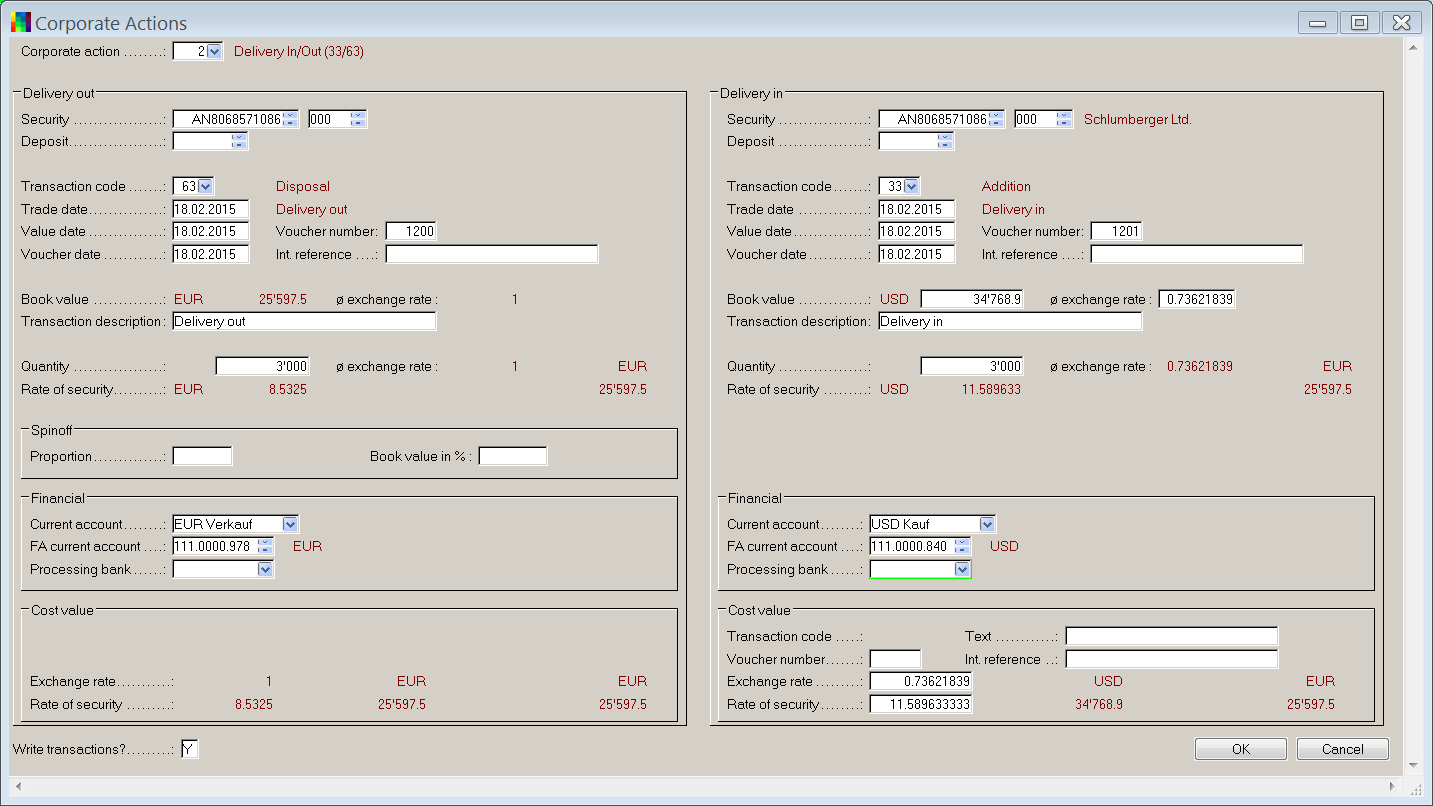 Corporate Actions
Corporate action ........: 2 Delivery In/Out (33/63)
Delivery out
Security ..................: AN8068571086 000
Deposit...................:
Transaction code .......: 63 Disposal
Trade date...............: 18.02.2015 Delivery out
Value date ...............: 18.02.2015 Voucher number: 1200
Voucher date ............: 18.02.2015 Int. reference ....:
Book value ..............: EUR 25'597.5 ø exchange rate : 1
Transaction description: Delivery out
Quantity ..................: 3'000 ø exchange rate : 1 EUR
Rate of security..........: EUR 8.5325 25'597.5
Spinoff
Proportion..............: Book value in % :
Financial
Current account........: EUR Verkauf
FA current account ....: 111.0000.978 EUR
Processing bank ......:
Cost value
Exchange rate..........: 1 EUR EUR
Rate of security ........: 8.5325 25'597.5 25'597.5
Delivery in
Security ..................: AN8068571086 000 Schlumberger Ltd.
Deposit ..................:
Transaction code .......: 33 Addition
Trade date ...............: 18.02.2015 Delivery in
Value date...............: 18.02.2015 Voucher number: 1201
Voucher date............: 18.02.2015 Int. reference ....:
Book value ..............: USD 34'768.9 ø exchange rate : 0.73621839
Transaction description: Delivery in
Quantity ..................: 3'000 ø exchange rate : 0.73621839 EUR
Rate of security .........: USD 11.589633 25'597.5
Financial
Current account........: USD Kauf
FA current account ....: 111.0000.840 USD
Processing bank ......:
Cost value
Transaction code .....: Text ............:
Voucher number.......: Int. reference ..:
Exchange rate .........: 0.73621839 USD EUR
Rate of security........: 11.589633333 34'768.9 25'597.5
Write transactions?.........: Y
OK Cancel